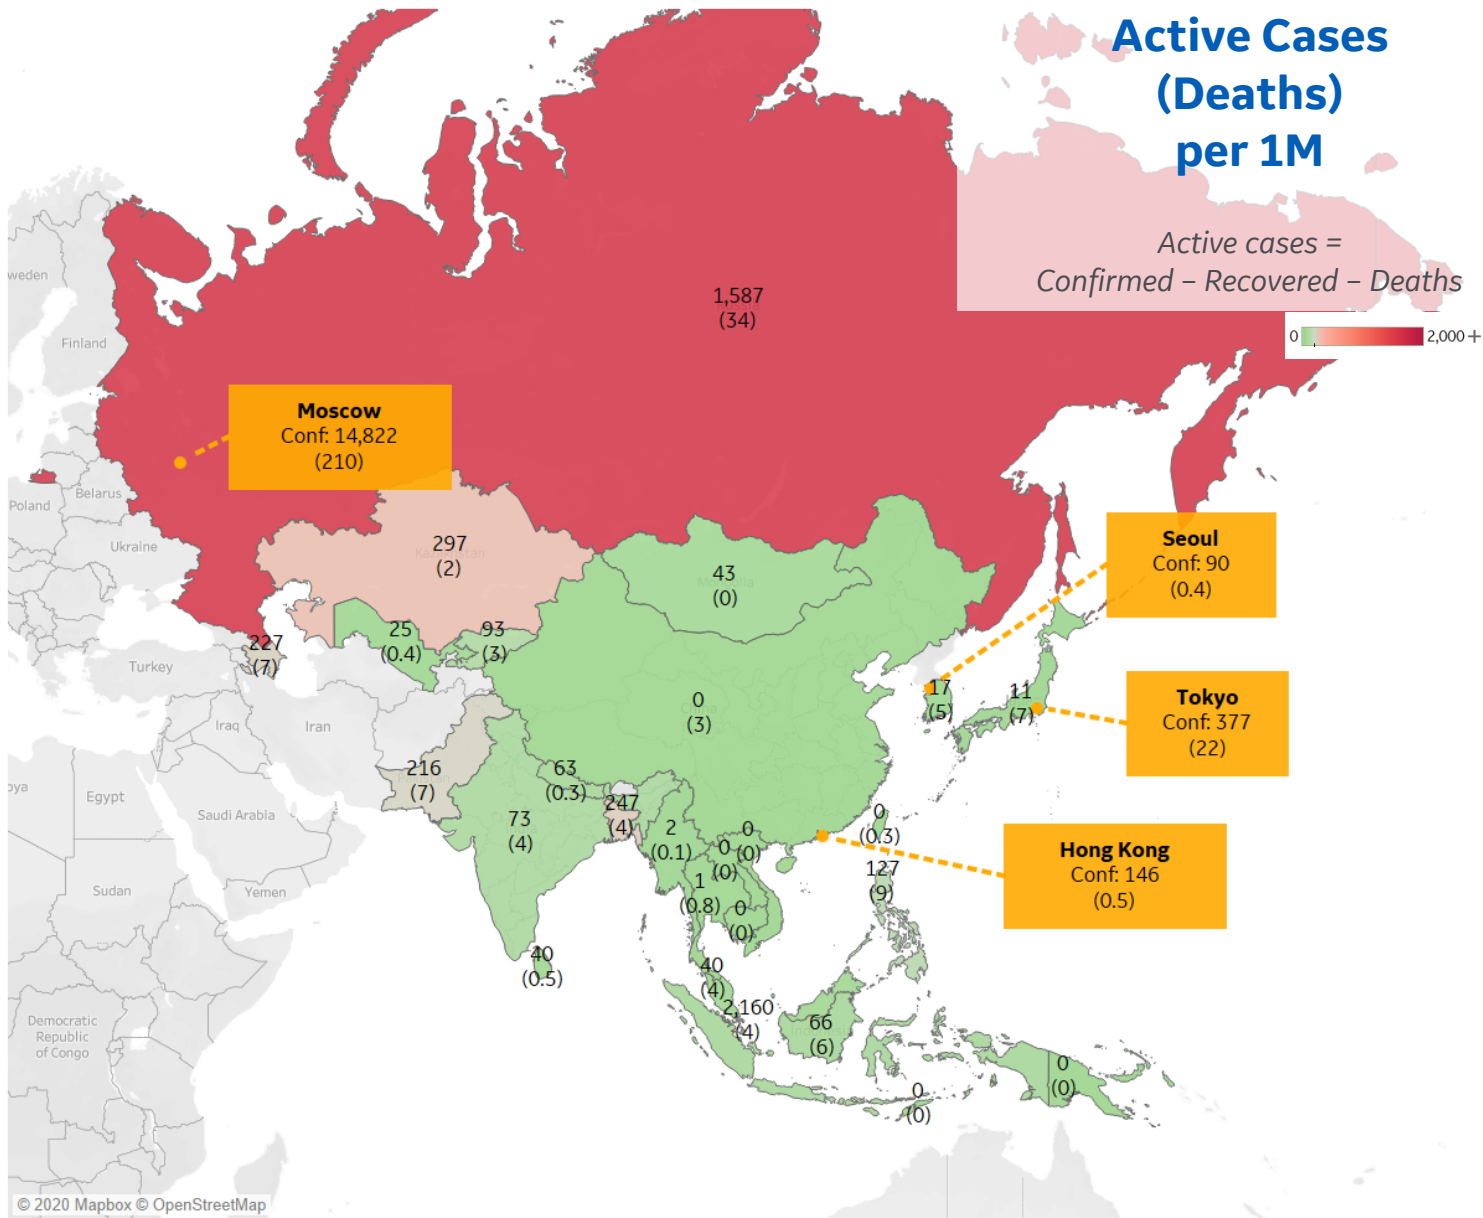 Active Cases
(Deaths)
per 1M
Active cases =
Confirmed – Recovered – Deaths
0
2,000 +
1,587
(34)
weden
Finland
Moscow
Conf: 14,822
(210)
Belarus
Poland
Ukraine
Seoul
Conf: 90
(0.4)
297
Kazakhstan
(2)
43
Mongolia
(0)
227
(7)
25
(0.4)
93
(3)
Turkey
0
China
(3)
17
(5)
11
(7)
Tokyo
Conf: 377
(22)
Iraq
Iran
216
(7)
63
(0.3)
oya
Egypt
Saudi Arabia
73
(4)
247
(4)
2
(0.1)
0
(0)
0
(0)
0
(0.3)
Hong Kong
Conf: 146
(0.5)
127
(9)
1
(0.8)
0
(0)
Sudan
Yemen
40
(0.5)
40
(4)
2,160
(4)
66
(6)
Democratic
Republic
of Congo
0
(0)
0
(0)
© 2020 Mapbox © OpenStreetMap